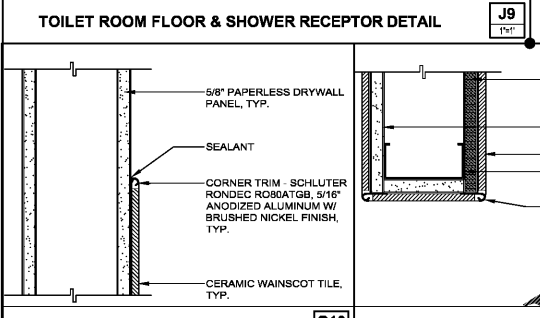 TOILET ROOM FLOOR & SHOWER RECEPTOR DETAIL
J9
1"=1'
5/8" PAPERLESS DRYWALL
PANEL, TYP.
SEALANT
CORNER TRIM - SCHLUTER
RONDEC RO80ATGB, 5/16"
ANODIZED ALUMINUM W/
BRUSHED NICKEL FINISH,
TYP.
CERAMIC WAINSCOT TILE,
TYP.